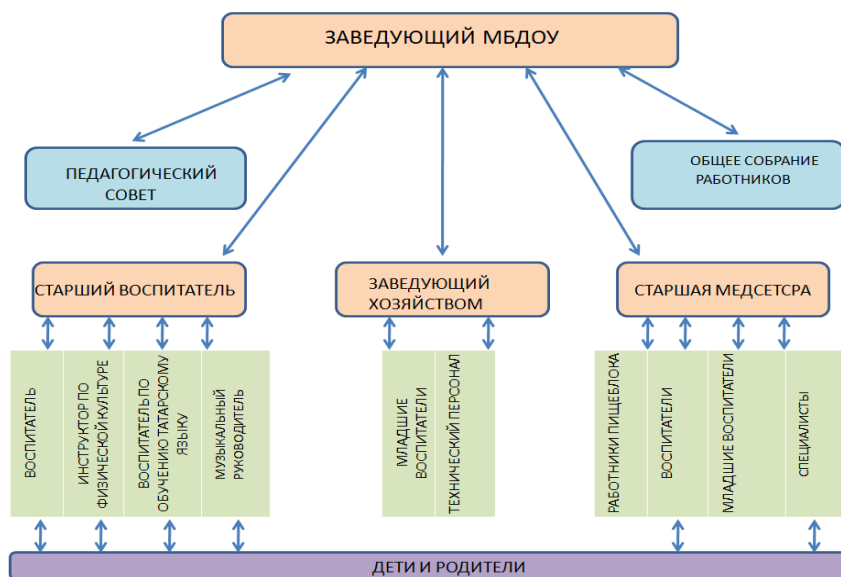 ЗАВЕДУЮЩИЙ МБДОУ
ПЕДАГОГИЧЕСКИЙ
СОВЕТ
ОБЩЕЕ СОБРАНИЕ
РАБОТНИКОВ
СТАРШИЙ ВОСПИТАТЕЛЬ
ЗАВЕДУЮЩИЙ
ХОЗЯЙСТВОМ
СТАРШАЯ МЕДСЕТСРА
ВОСПИТАТЕЛЬ
ИНСТРУКТОР ПО
ФИЗИЧЕСКОЙ КУЛЬТУРЕ
ВОСПИТАТЕЛЬ ПО
ОБУЧЕНИЮ ТАТАРСКОМУ
ЯЗЫКУ
МУЗЫКАЛЬНЫЙ
РУКОВОДИТЕЛЬ
МЛАДШИЕ
ВОСПИТАТЕЛИ
ТЕХНИЧЕСКИЙ ПЕРСОНАЛ
РАБОТНИКИ ПИЩЕБЛОКА
ВОСПИТАТЕЛИ
МЛАДШИЕ ВОСПИТАТЕЛИ
СПЕЦИАЛИСТЫ
ДЕТИ И РОДИТЕЛИ